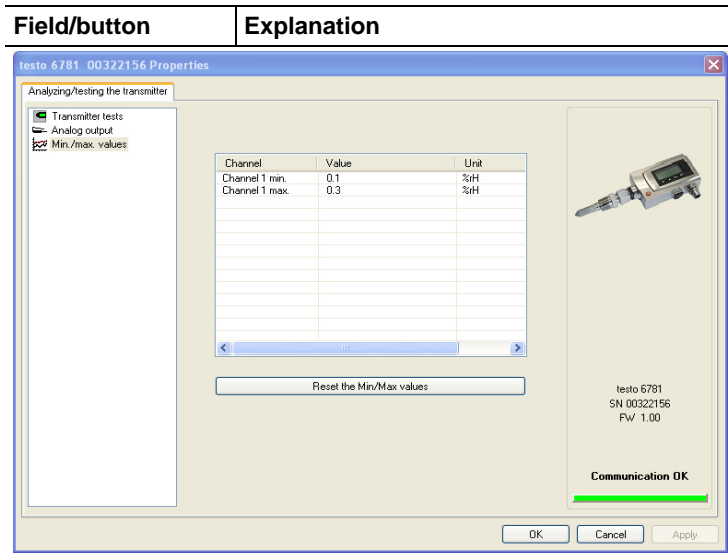 Field/button Explanation
testo 6781 00322156 Properties
Analyzing/testing the transmitter
Transmitter tests
Analog output
Min./max. values
Channel Value Unit
Channel 1 min. 0.1 %rH
Channel 1 max. 0.3 %rH
Reset the Min/Max values
testo 6781
SN 00322156
FW 1.00
Communication OK
OK Cancel Apply